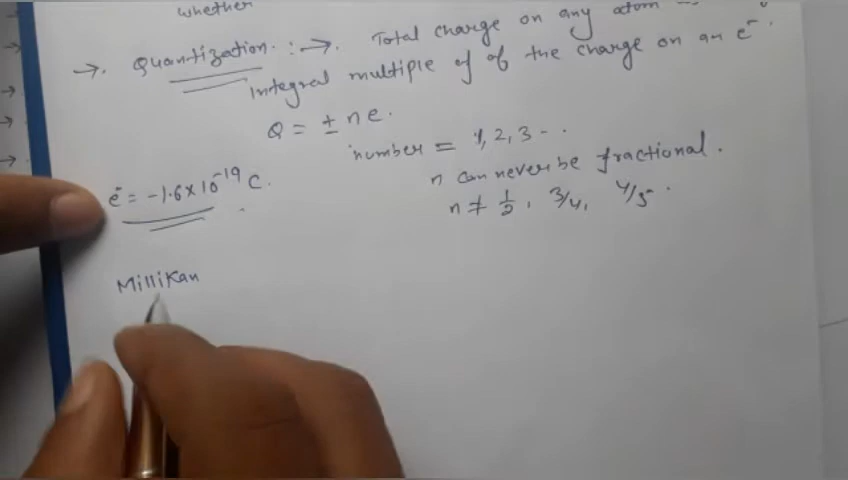 whether
→. Quantization. :→. Total charge on any atom
Integral multiple of of the charge on an e⁻.
Q = ± ne.
number = 1, 2, 3 - - .
n can never be fractional.
n ≠ 1/2, 3/4, 4/5.
e⁻ = -1.6×10⁻¹⁹ C.
Millikan